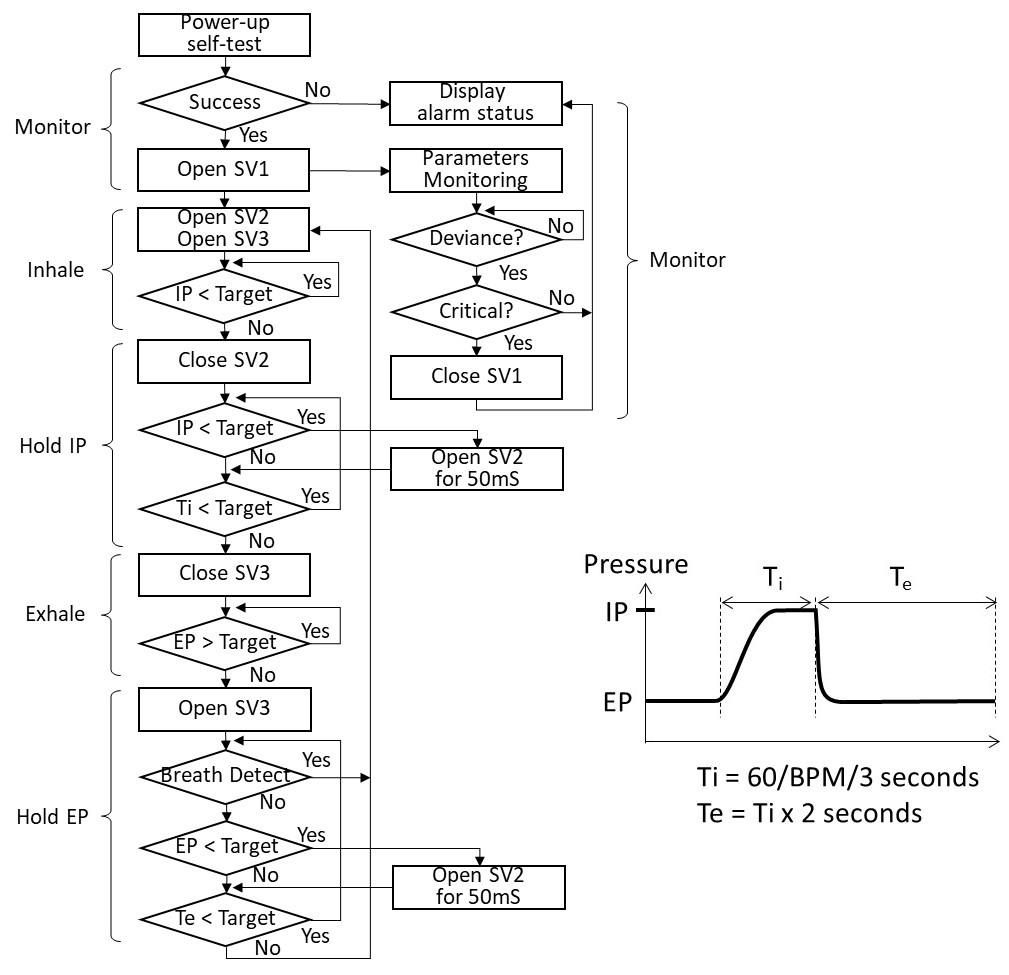 Power-up
self-test
Success
No
Display
alarm status
Yes
Monitor
Open SV1
Parameters
Monitoring
Open SV2
Open SV3
Deviance?
No
Yes
Monitor
Inhale
Yes
IP < Target
Critical?
No
Yes
No
Close SV2
Close SV1
Hold IP
IP < Target
Yes
No
Open SV2
for 50mS
Ti < Target
Yes
No
Exhale
Close SV3
EP > Target
Yes
No
Hold EP
Open SV3
Breath Detect
Yes
No
EP < Target
Yes
No
Open SV2
for 50mS
Te < Target
Yes
No
Pressure
Ti
Te
IP
EP
Ti = 60/BPM/3 seconds
Te = Ti x 2 seconds